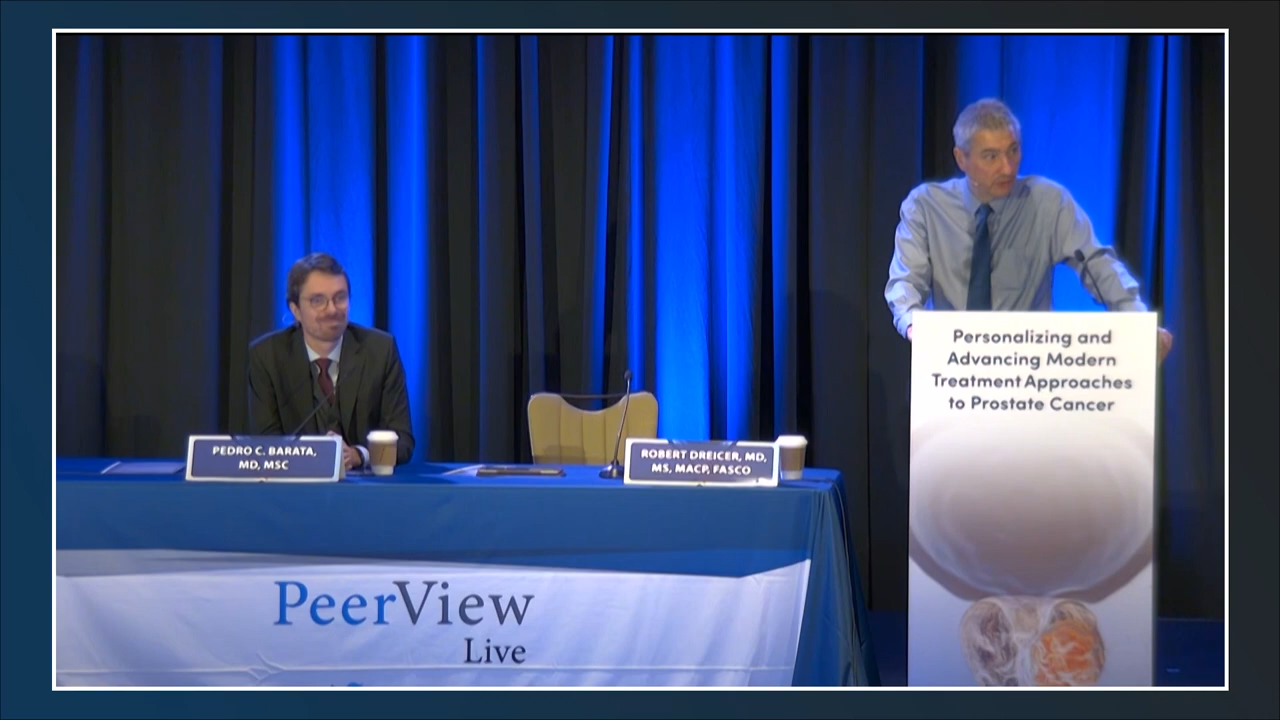 PEDRO C. BARATA,
MD, MSC
ROBERT DREICER, MD,
MS, MACP, FASCO
Personalizing and
Advancing Modern
Treatment Approaches
to Prostate Cancer
PeerView
Live